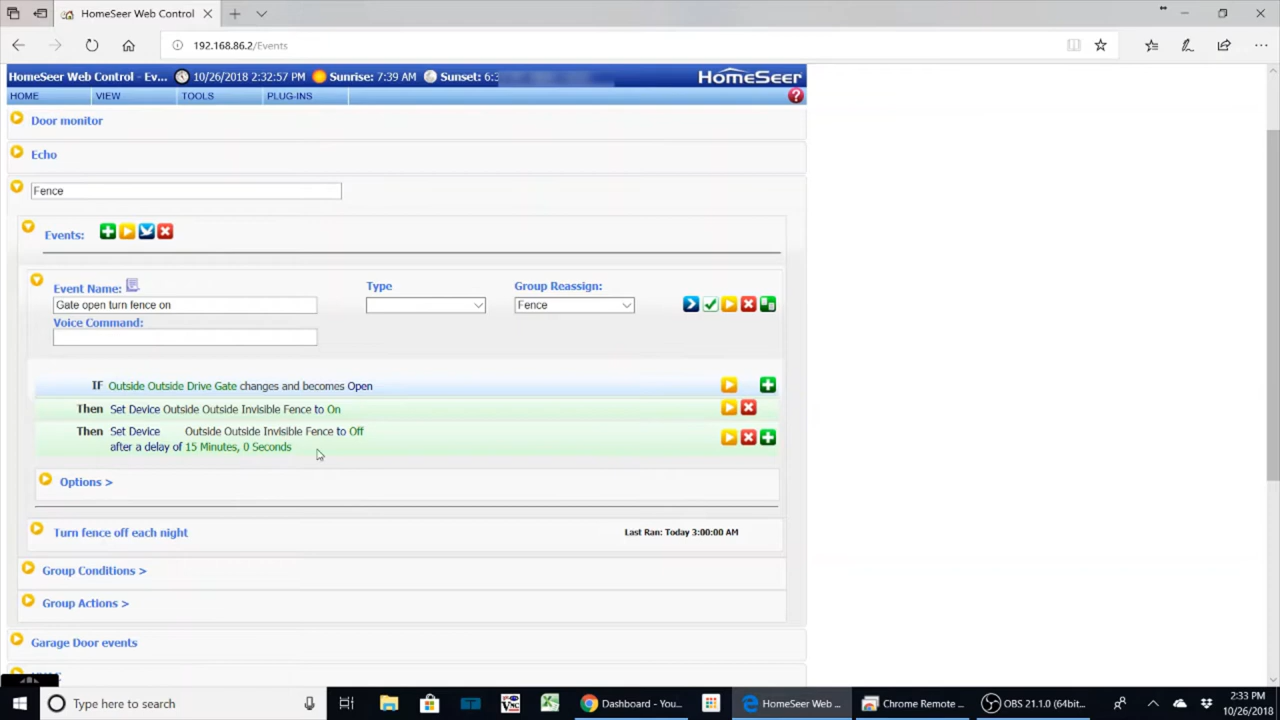 HomeSeer Web Control
192.168.86.2/Events
HomeSeer Web Control - Ev... 10/26/2018 2:32:57 PM Sunrise: 7:39 AM Sunset: 6:3
HomeSeer
HOME VIEW TOOLS PLUG-INS
Door monitor
Echo
Fence
Events:
Event Name: Type Group Reassign:
Gate open turn fence on Fence
Voice Command:
IF Outside Outside Drive Gate changes and becomes Open
Then Set Device Outside Outside Invisible Fence to On
Then Set Device Outside Outside Invisible Fence to Off
after a delay of 15 Minutes, 0 Seconds
Options >
Turn fence off each night Last Ran: Today 3:00:00 AM
Group Conditions >
Group Actions >
Garage Door events
Type here to search
Dashboard - You...
HomeSeer Web ...
Chrome Remote ...
OBS 21.1.0 (64bit...
2:33 PM
10/26/2018